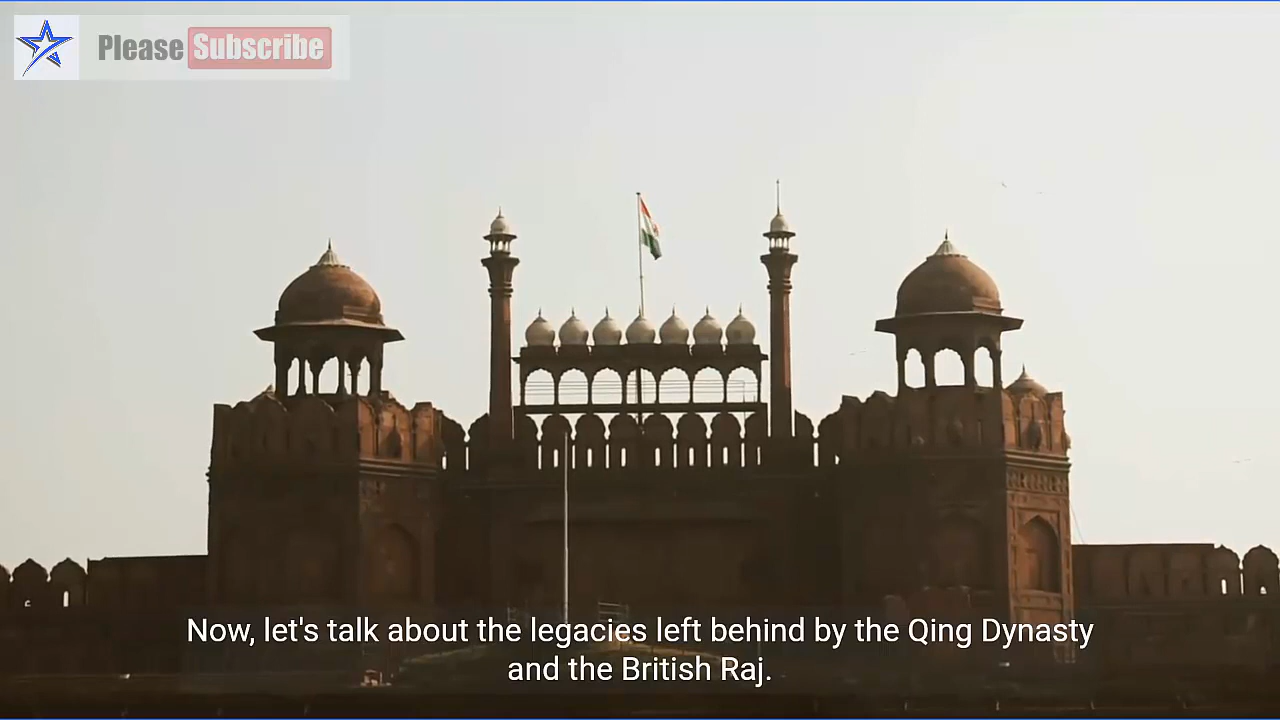 Please Subscribe
Now, let's talk about the legacies left behind by the Qing Dynasty
and the British Raj.